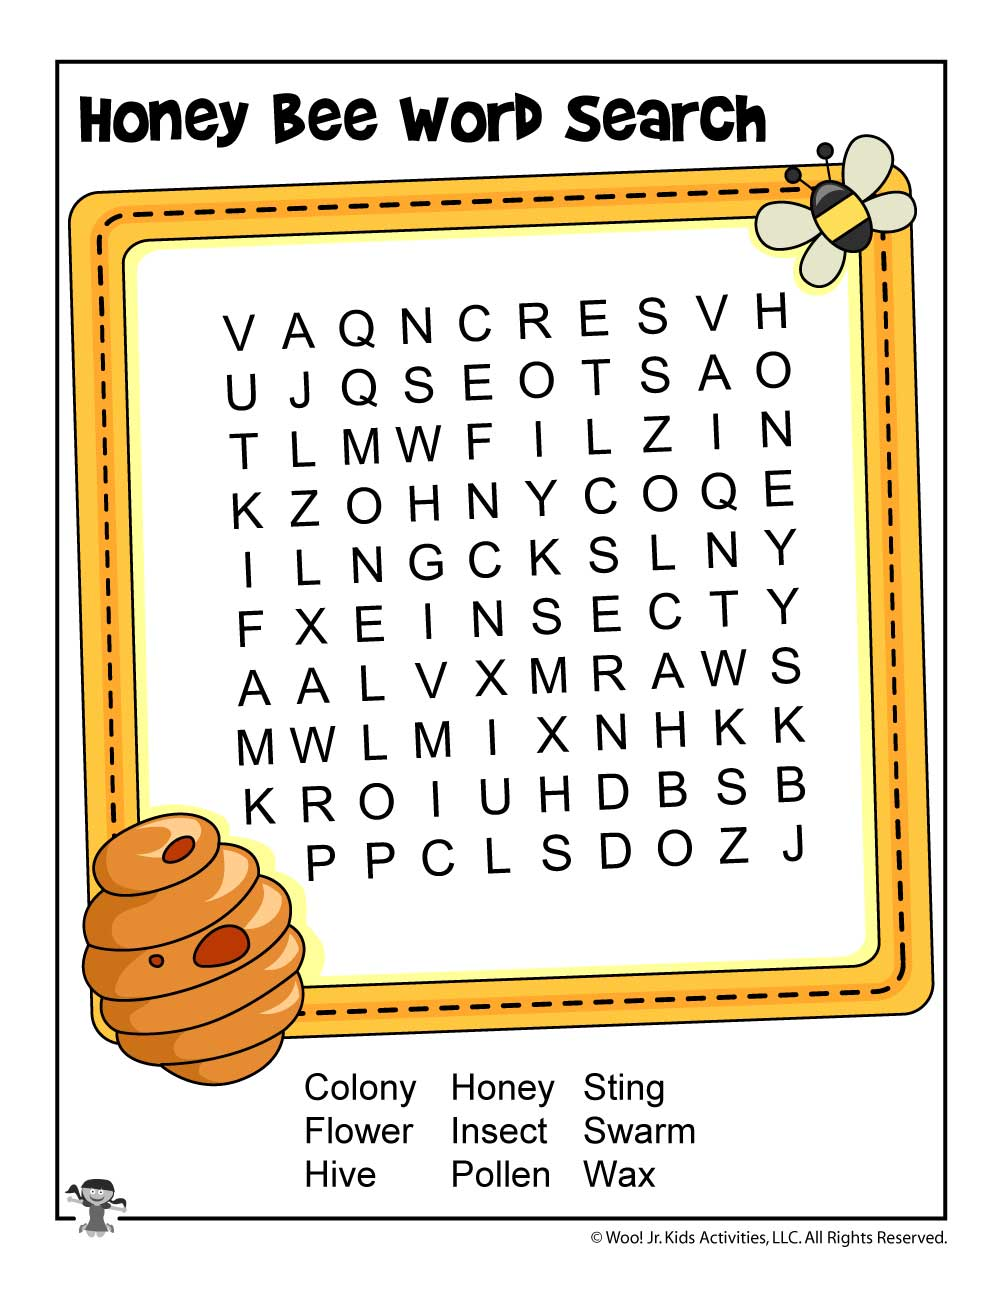 Honey Bee Word Search
V A Q N C R E S V H
U J Q S E O T S A O
T L M W F I L Z I N
K Z O H N Y C O Q E
I L N G C K S L N Y
F X E I N S E C T Y
A A L V X M R A W S
M W L M I X N H K K
K R O I U H D B S B
P P C L S D O Z J
Colony Honey Sting
Flower Insect Swarm
Hive Pollen Wax
© Woo! Jr. Kids Activities, LLC. All Rights Reserved.